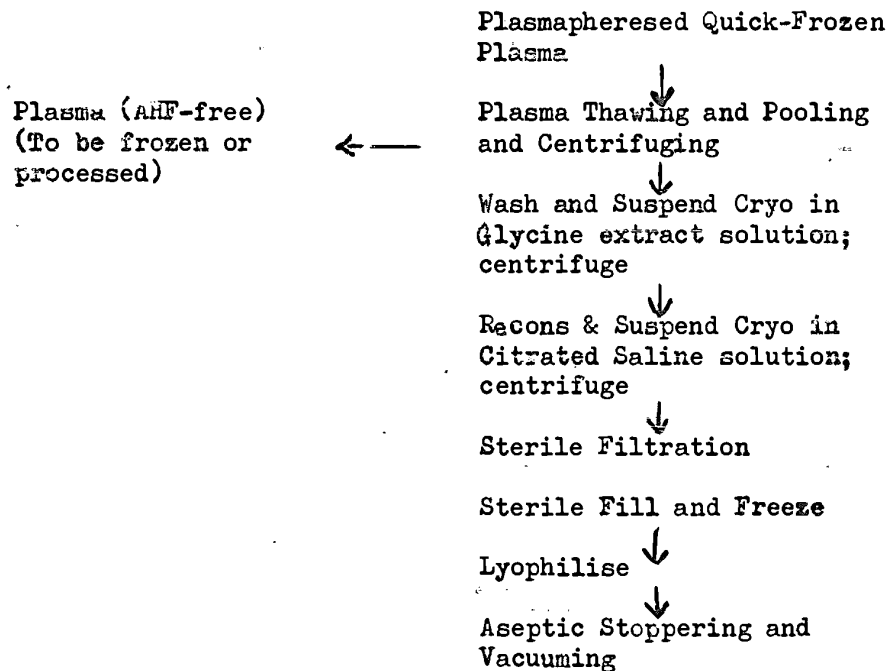 Plasmapheresed Quick-Frozen
Plasma
Plasma Thawing and Pooling
and Centrifuging
Plasma (AHF-free)
(To be frozen or
processed)
Wash and Suspend Cryo in
Glycine extract solution;
centrifuge
Recons & Suspend Cryo in
Citrated Saline solution;
centrifuge
Sterile Filtration
Sterile Fill and Freeze
Lyophilise
Aseptic Stoppering and
Vacuuming